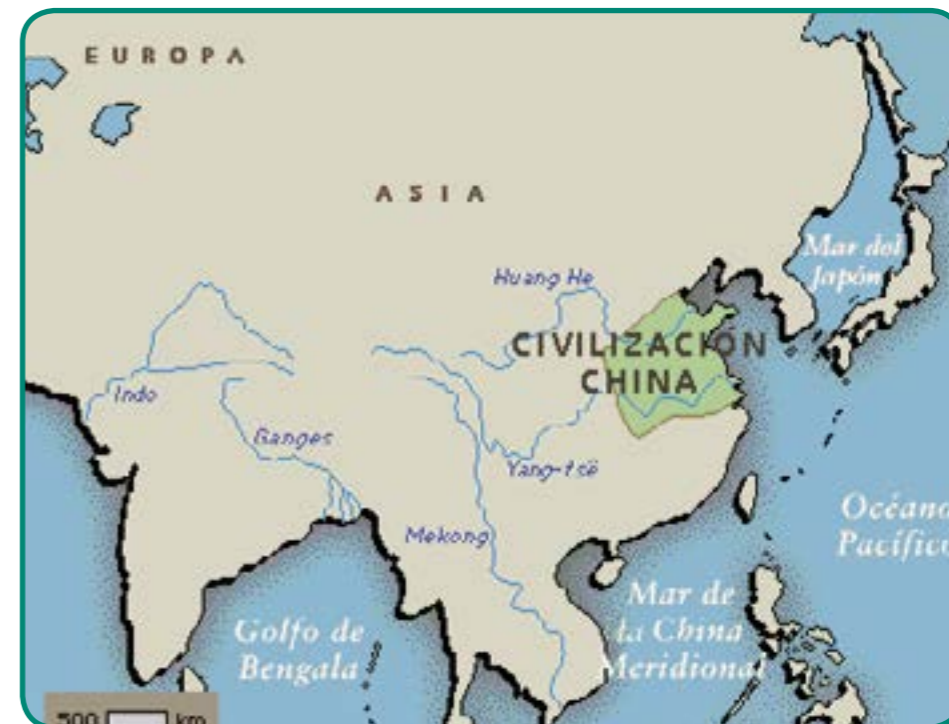 EUROPA
ASIA
Mar del
Japón
Huang He
CIVILIZACIÓN
CHINA
Indo
Ganges
Yang-tsë
Mekong
Océano
Pacífico
Mar de
la China
Meridional
Golfo de
Bengala
500 km